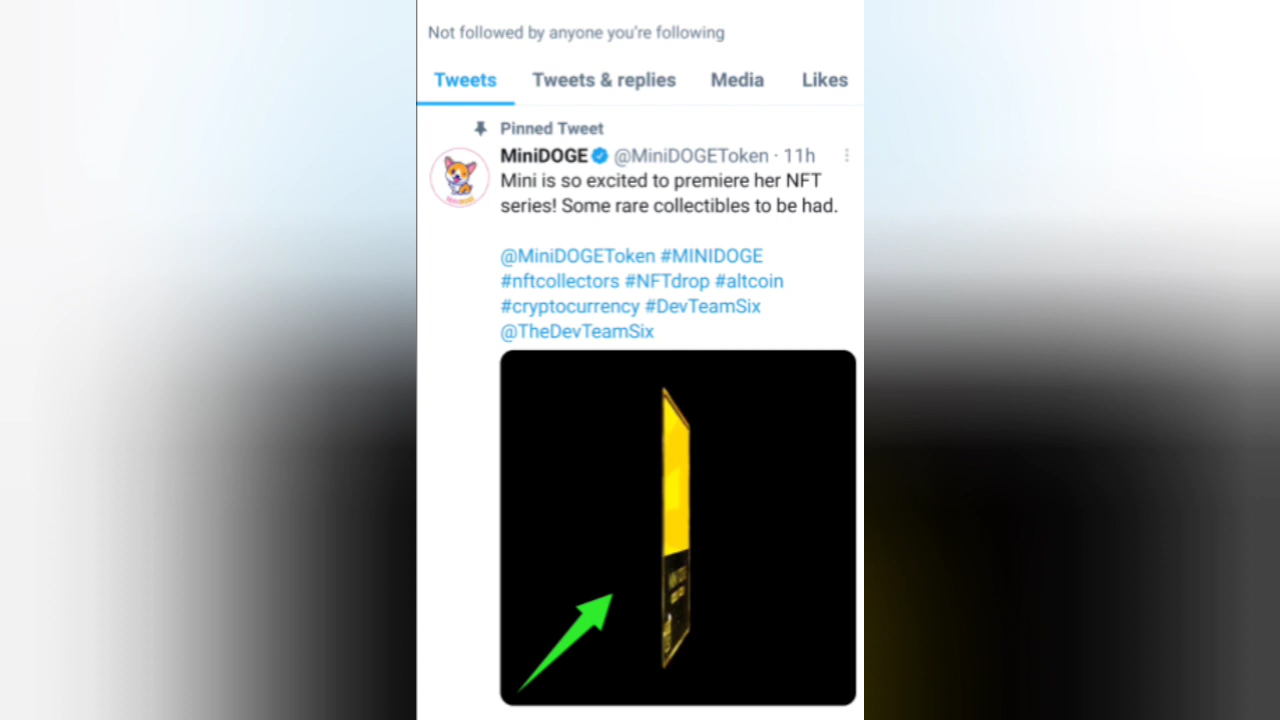 Not followed by anyone you're following
Tweets Tweets & replies Media Likes
Pinned Tweet
MiniDOGE @MiniDOGEToken · 11h
Mini is so excited to premiere her NFT
series! Some rare collectibles to be had.
@MiniDOGEToken #MINIDOGE
#nftcollectors #NFTdrop #altcoin
#cryptocurrency #DevTeamSix
@TheDevTeamSix